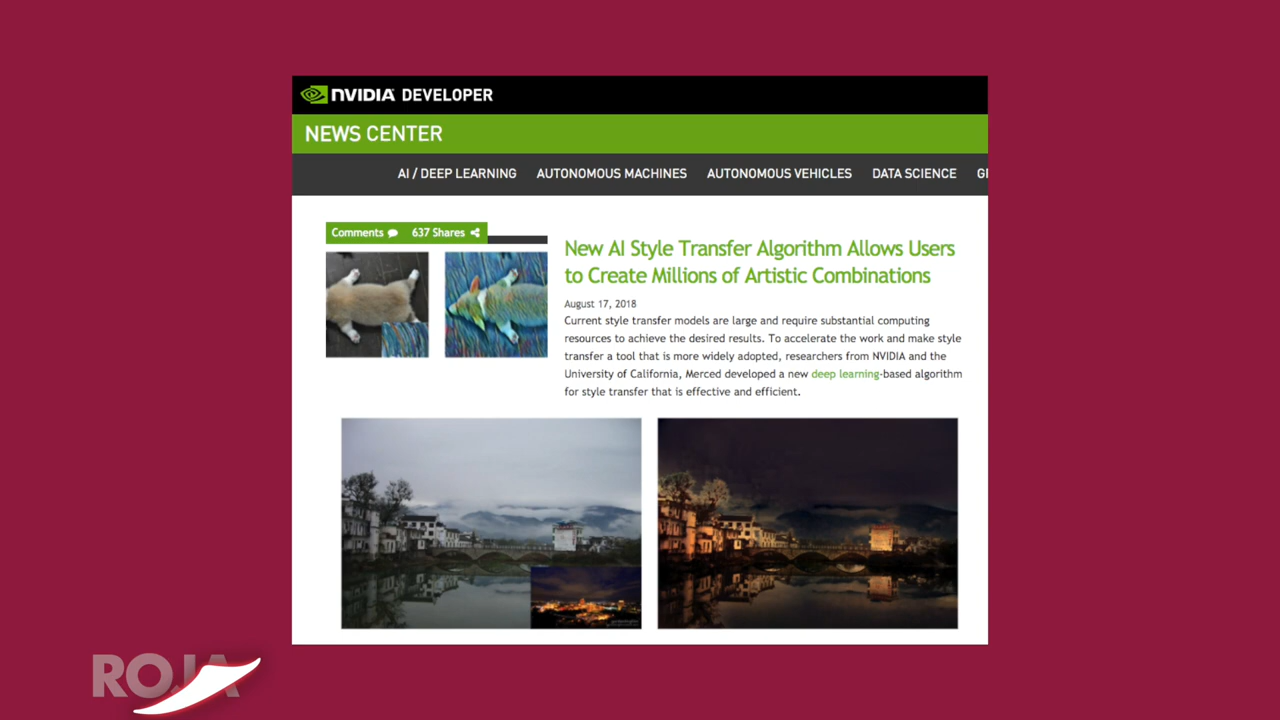 NVIDIA DEVELOPER
NEWS CENTER
AI / DEEP LEARNING AUTONOMOUS MACHINES AUTONOMOUS VEHICLES DATA SCIENCE
Comments 637 Shares
New AI Style Transfer Algorithm Allows Users
to Create Millions of Artistic Combinations
August 17, 2018
Current style transfer models are large and require substantial computing
resources to achieve the desired results. To accelerate the work and make style
transfer a tool that is more widely adopted, researchers from NVIDIA and the
University of California, Merced developed a new deep learning-based algorithm
for style transfer that is effective and efficient.
ROJA